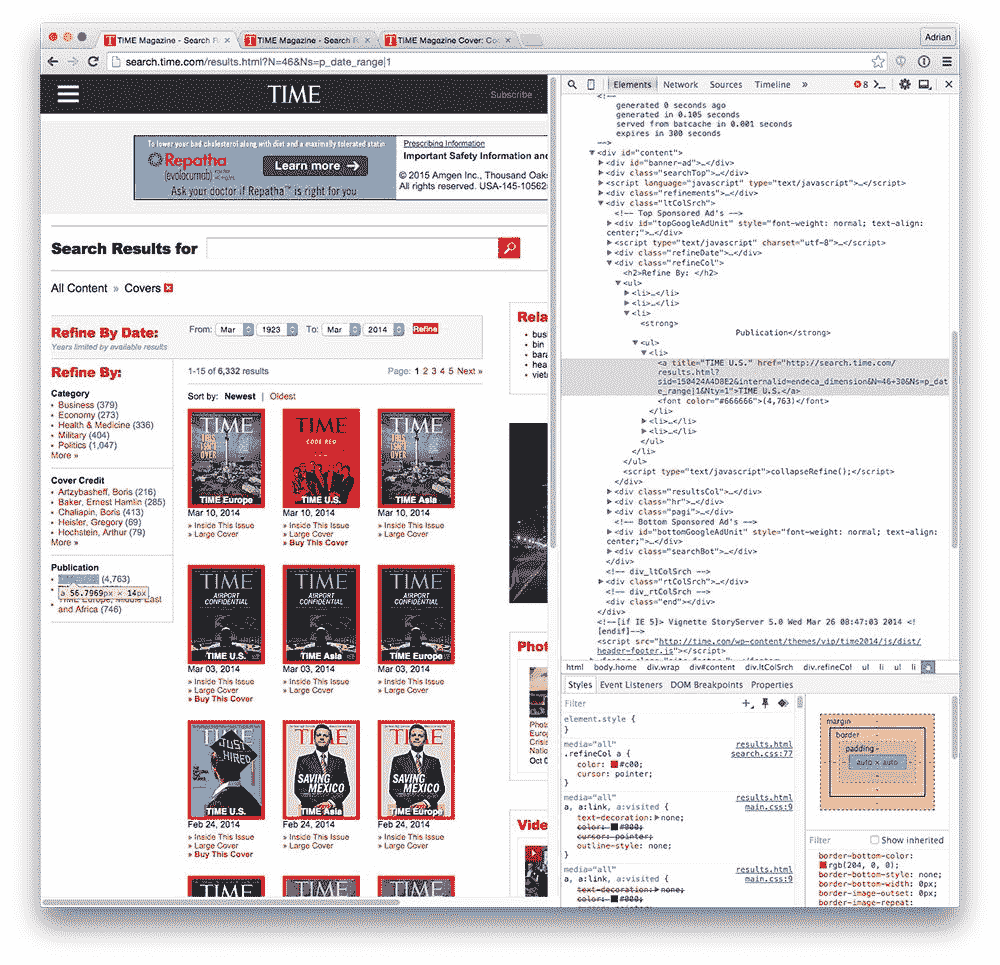 TIME Magazine - Search R
TIME Magazine - Search R
TIME Magazine Cover: Co
Adrian
search.time.com/results.html?N=46&Ns=p_date_range|1
TIME
Subscribe
To lower your bad cholesterol along with diet and a maximally tolerated statin
Repatha
(evolocumab)
Learn more →
Ask your doctor if Repatha™ is right for you
Prescribing Information
Important Safety Information an
© 2015 Amgen Inc., Thousand Oaks
All rights reserved. USA-145-10562
Search Results for
All Content » Covers
Refine By Date:
Years limited by available results
From: Mar 1923 To: Mar 2014 Refine
Refine By:
Category
• Business (379)
• Economy (273)
• Health & Medicine (336)
• Military (404)
• Politics (1,047)
More »
Cover Credit
• Artzybasheff, Boris (216)
• Baker, Ernest Hamlin (285)
• Chaliapin, Boris (413)
• Heisler, Gregory (69)
• Hochstein, Arthur (79)
More »
Publication
(4,763)
a 56.7969px × 14px
TIME Europe, Middle East
and Africa (746)
1-15 of 6,332 results
Page: 1 2 3 4 5 Next »
Sort by: Newest | Oldest
TIME
THIS
ISN'T
OVER
TIME Europe
Mar 10, 2014
» Inside This Issue
» Large Cover
TIME
CODE RED
TIME U.S.
Mar 10, 2014
» Inside This Issue
» Large Cover
» Buy This Cover
TIME
THIS
ISN'T
OVER
TIME Asia
Mar 10, 2014
» Inside This Issue
» Large Cover
TIME
AIRPORT
CONFIDENTIAL
TIME U.S.
Mar 03, 2014
» Inside This Issue
» Large Cover
» Buy This Cover
TIME
AIRPORT
CONFIDENTIAL
TIME Asia
Mar 03, 2014
» Inside This Issue
» Large Cover
TIME
AIRPORT
CONFIDENTIAL
TIME Europe
Mar 03, 2014
» Inside This Issue
» Large Cover
TIME
JUST
HIRED
TIME U.S.
Feb 24, 2014
» Inside This Issue
» Large Cover
» Buy This Cover
TIME
SAVING
MEXICO
TIME Asia
Feb 24, 2014
» Inside This Issue
» Large Cover
TIME
SAVING
MEXICO
TIME Europe
Feb 24, 2014
» Inside This Issue
» Large Cover
TIME
TIME
TIME
Rela
• bus
• bin
• bara
• hea
• vietr
Phot
Photos
Europ
Crisis
Nation
Oct 0
Vide
Elements Network Sources Timeline »
8
<!--
generated 0 seconds ago
generated in 0.105 seconds
served from batcache in 0.001 seconds
expires in 300 seconds
-->
▼<div id="content">
▶<div id="banner-ad">…</div>
▶<div class="searchTop">…</div>
▶<script language="javascript" type="text/javascript">…</script>
▶<div class="refinements">…</div>
▼<div class="ltColSrch">
<!-- Top Sponsored Ad's -->
▶<div id="topGoogleAdUnit" style="font-weight: normal; text-align:
center;">…</div>
▶<script type="text/javascript" charset="utf-8">…</script>
▶<div class="refineDate">…</div>
▼<div class="refineCol">
<h2>Refine By: </h2>
▼<ul>
▶<li>…</li>
▶<li>…</li>
▼<li>
<strong>
Publication</strong>
▼<ul>
▼<li>
<a title="TIME U.S." href="http://search.time.com/
results.html?
sid=150424A4D8E2&internalid=endeca_dimension&N=46+30&Ns=p_dat
e_range|1&Nty=1">TIME U.S.</a>
<font color="#666666">(4,763)</font>
</li>
▶<li>…</li>
▶<li>…</li>
</ul>
</li>
</ul>
<script type="text/javascript">collapseRefine();</script>
</div>
▶<div class="resultsCol">…</div>
▶<div class="hr">…</div>
▶<div class="pagi">…</div>
<!-- Bottom Sponsored Ad's -->
▶<div id="bottomGoogleAdUnit" style="font-weight: normal; text-align:
center;">…</div>
▶<div class="searchBot">…</div>
</div>
<!-- div_ltColSrch -->
▶<div class="rtColSrch">…</div>
<!-- div_rtColSrch -->
<div class="end"></div>
</div>
<!--[if IE 5]> Vignette StoryServer 5.0 Wed Mar 26 08:47:03 2014 <!
[endif]-->
<script src="http://time.com/wp-content/themes/vip/time2014/js/dist/
header-footer.js"></script>
html body.home div.wrap div#content div.ltColSrch div.refineCol ul li ul li a
Styles Event Listeners DOM Breakpoints Properties
Filter
element.style {
}
media="all" results.html
.refineCol a { search.css:77
color: #c00;
cursor: pointer;
}
media="all" results.html
a, a:link, a:visited { main.css:9
text-decoration: ▶none;
color: #000;
cursor: pointer;
outline-style: none;
}
media="all" results.html
a, a:link, a:visited { main.css:9
text-decoration: ▶none;
color: #000;
margin
border
padding
auto × auto
Filter Show inherited
border-bottom-color:
rgb(204, 0, 0);
border-bottom-style: none;
border-bottom-width: 0px;
border-image-outset: 0px;
border-image-repeat: